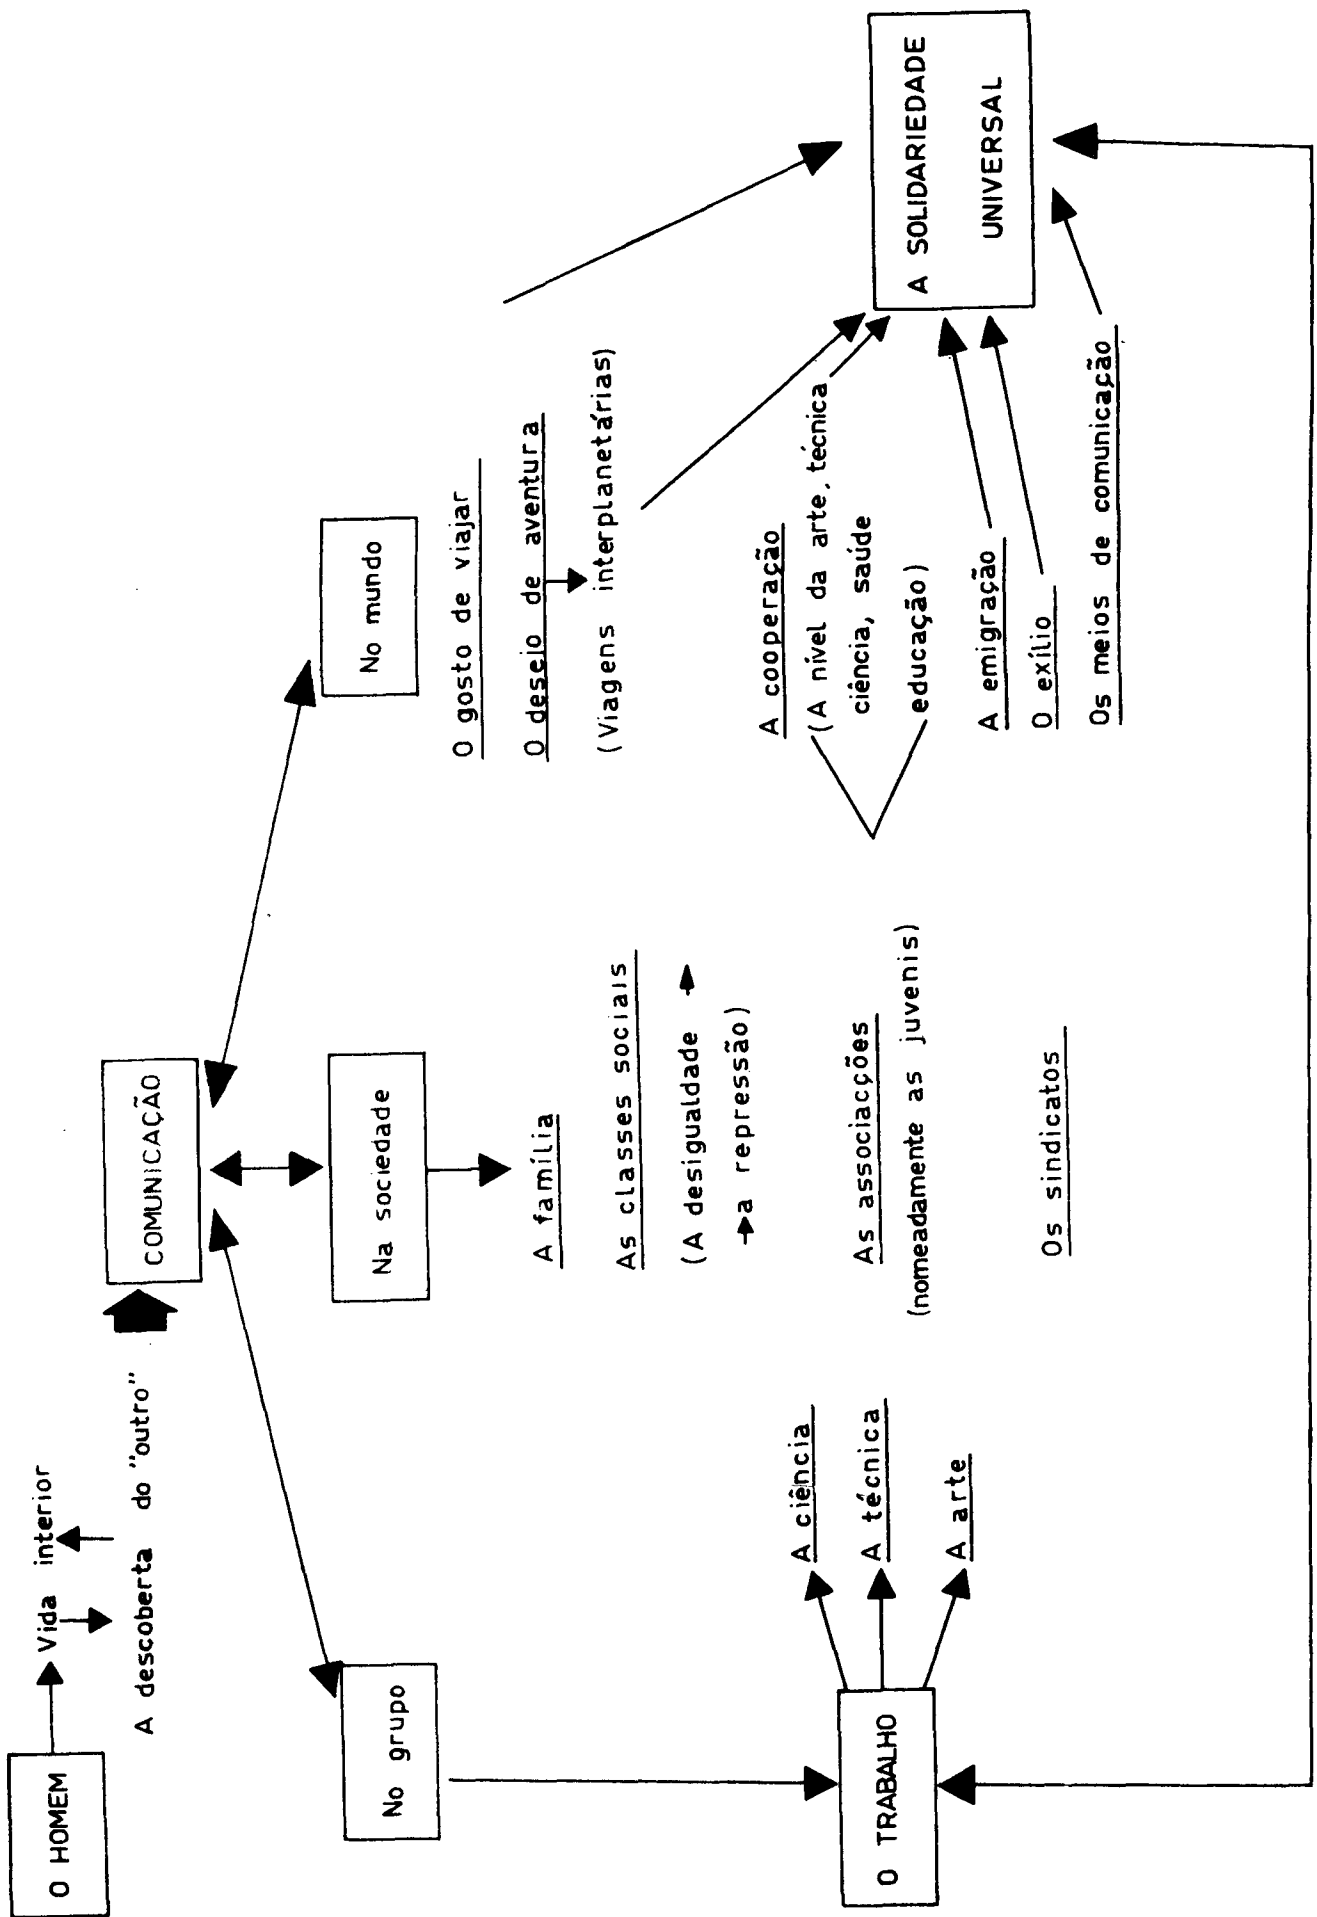 O HOMEM
Vida interior
A descoberta do "outro"
COMUNICAÇÃO
No grupo
Na sociedade
No mundo
O TRABALHO
A ciência
A técnica
A arte
A família
As classes sociais
(A desigualdade
a repressão)
As associacções
(nomeadamente as juvenis)
Os sindicatos
O gosto de viajar
O desejo de aventura
(Viagens interplanetárias)
A cooperação
(A nível da arte, técnica
ciência, saúde
educação)
A emigração
O exílio
Os meios de comunicação
A SOLIDARIEDADE
UNIVERSAL